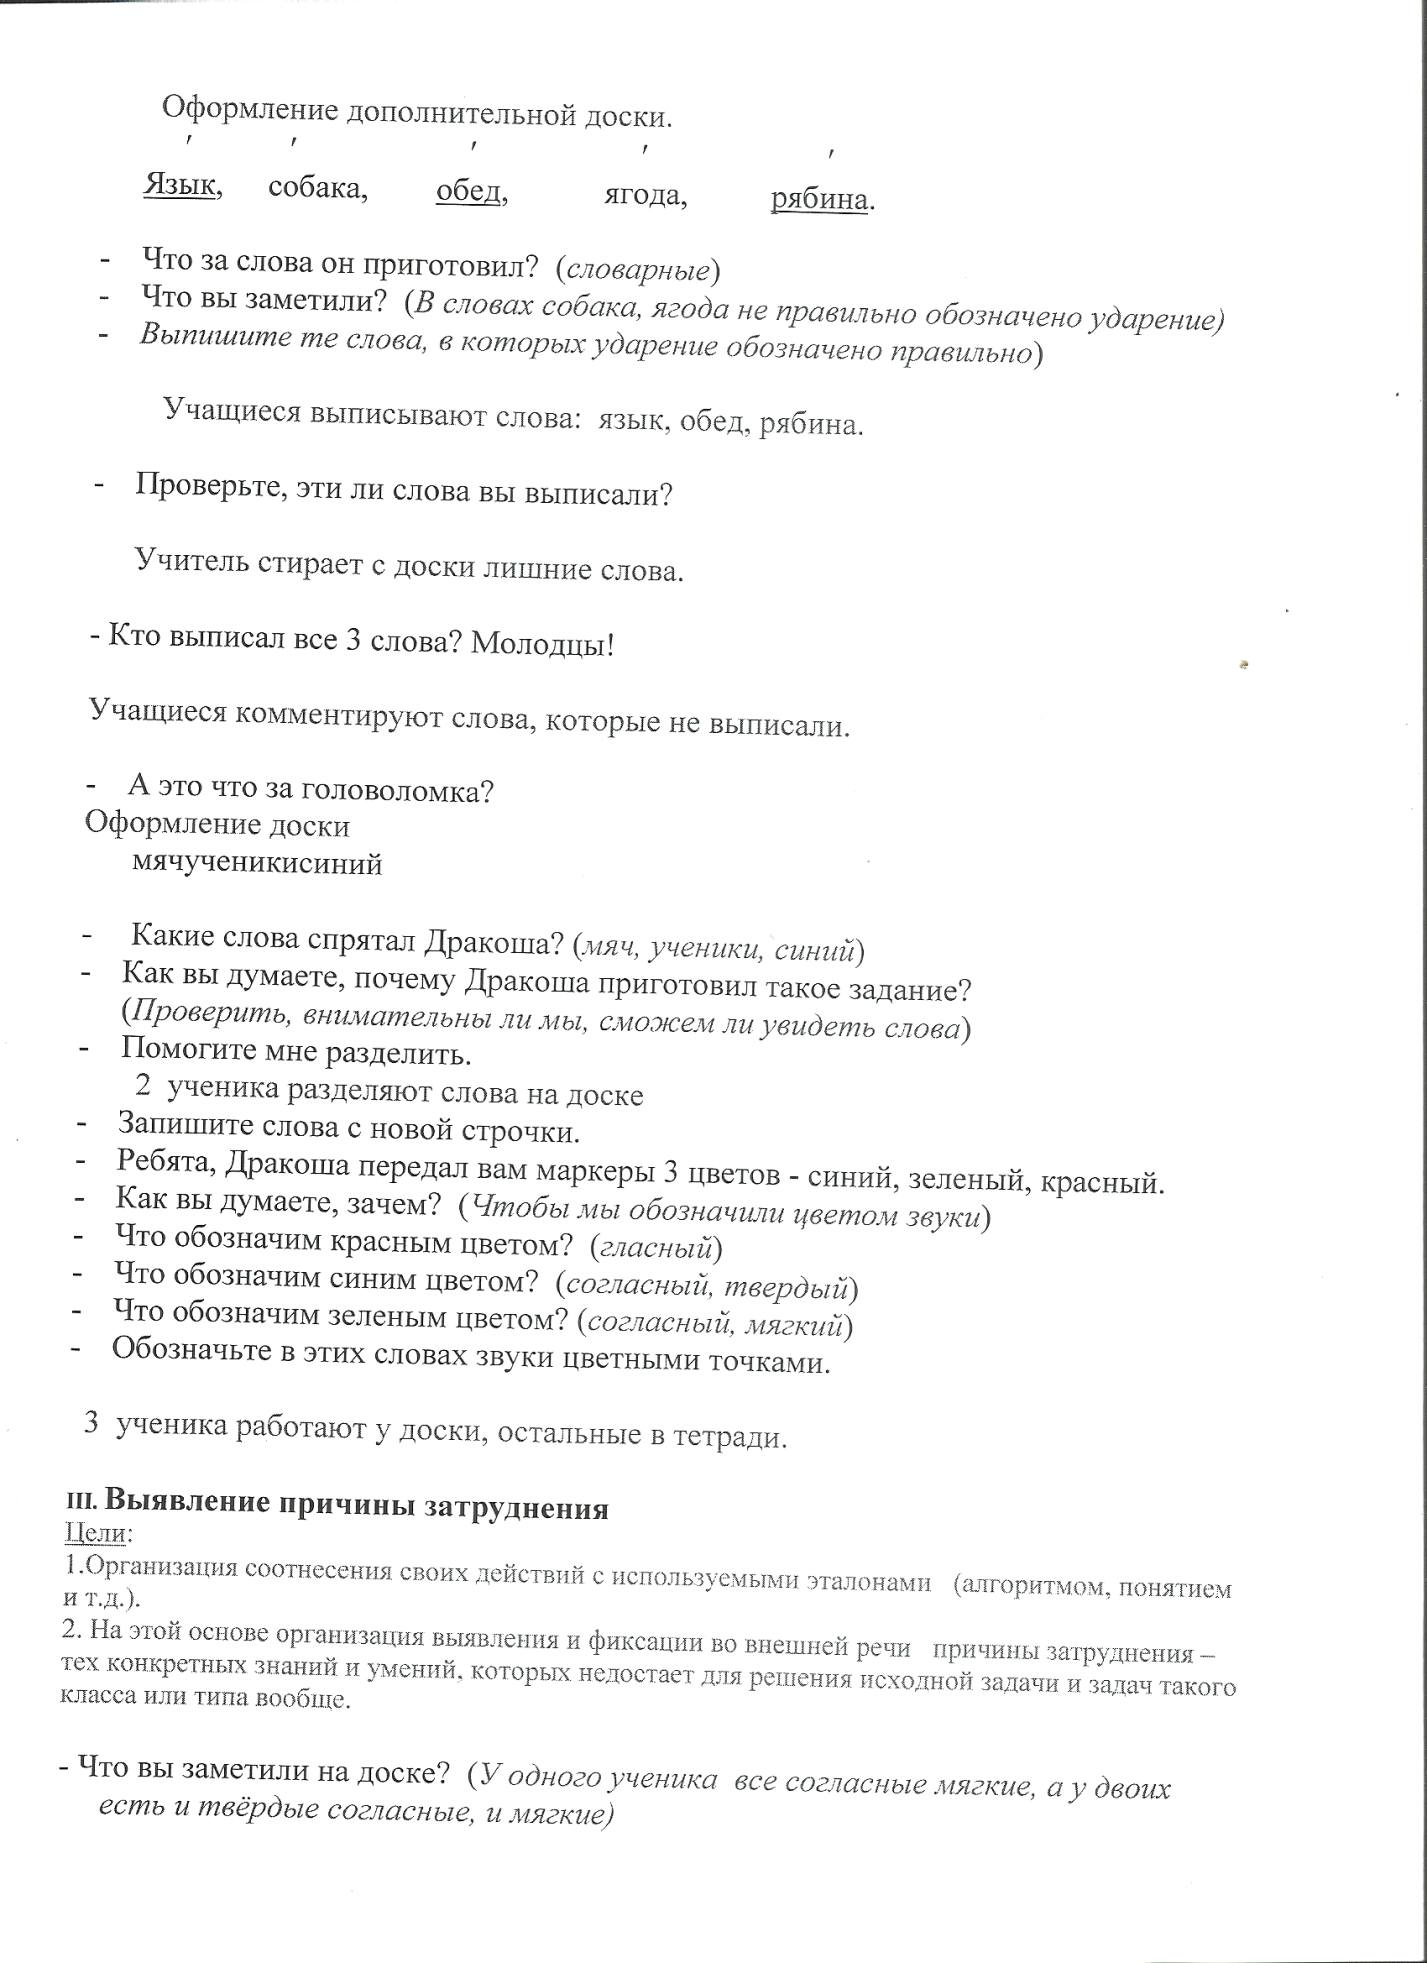 Оформление дополнительной доски.
Язык, собака, обед, ягода, рябина.
- Что за слова он приготовил? (словарные)
- Что вы заметили? (В словах собака, ягода не правильно обозначено ударение)
- Выпишите те слова, в которых ударение обозначено правильно)
Учащиеся выписывают слова: язык, обед, рябина.
- Проверьте, эти ли слова вы выписали?
Учитель стирает с доски лишние слова.
- Кто выписал все 3 слова? Молодцы!
Учащиеся комментируют слова, которые не выписали.
- А это что за головоломка?
Оформление доски
мячученикисиний
- Какие слова спрятал Дракоша? (мяч, ученики, синий)
- Как вы думаете, почему Дракоша приготовил такое задание?
(Проверить, внимательны ли мы, сможем ли увидеть слова)
- Помогите мне разделить.
2 ученика разделяют слова на доске
- Запишите слова с новой строчки.
- Ребята, Дракоша передал вам маркеры 3 цветов - синий, зеленый, красный.
- Как вы думаете, зачем? (Чтобы мы обозначили цветом звуки)
- Что обозначим красным цветом? (гласный)
- Что обозначим синим цветом? (согласный, твердый)
- Что обозначим зеленым цветом? (согласный, мягкий)
- Обозначьте в этих словах звуки цветными точками.
3 ученика работают у доски, остальные в тетради.
III. Выявление причины затруднения
Цели:
1.Организация соотнесения своих действий с используемыми эталонами (алгоритмом, понятием
и т.д.).
2. На этой основе организация выявления и фиксации во внешней речи причины затруднения –
тех конкретных знаний и умений, которых недостает для решения исходной задачи и задач такого
класса или типа вообще.
- Что вы заметили на доске? (У одного ученика все согласные мягкие, а у двоих
есть и твёрдые согласные, и мягкие)